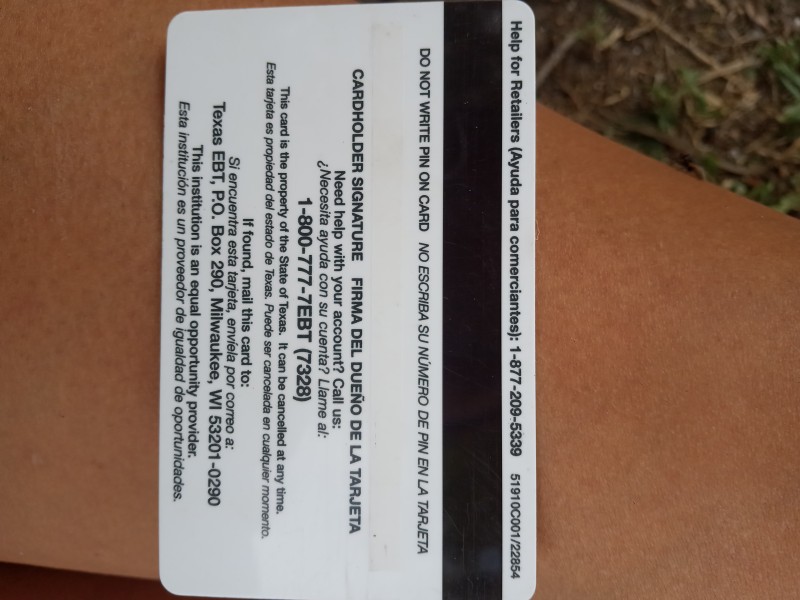 Help for Retailers (Ayuda para comerciantes): 1-877-209-5339 51910C001/22854
DO NOT WRITE PIN ON CARD NO ESCRIBA SU NÚMERO DE PIN EN LA TARJETA
CARDHOLDER SIGNATURE FIRMA DEL DUEÑO DE LA TARJETA
Need help with your account? Call us:
¿Necesita ayuda con su cuenta? Llame al:
1-800-777-7EBT (7328)
This card is the property of the State of Texas. It can be cancelled at any time.
Esta tarjeta es propiedad del estado de Texas. Puede ser cancelada en cualquier momento.
If found, mail this card to:
Si encuentra esta tarjeta, envíela por correo a:
Texas EBT, P.O. Box 290, Milwaukee, WI 53201-0290
This institution is an equal opportunity provider.
Esta institución es un proveedor de igualdad de oportunidades.